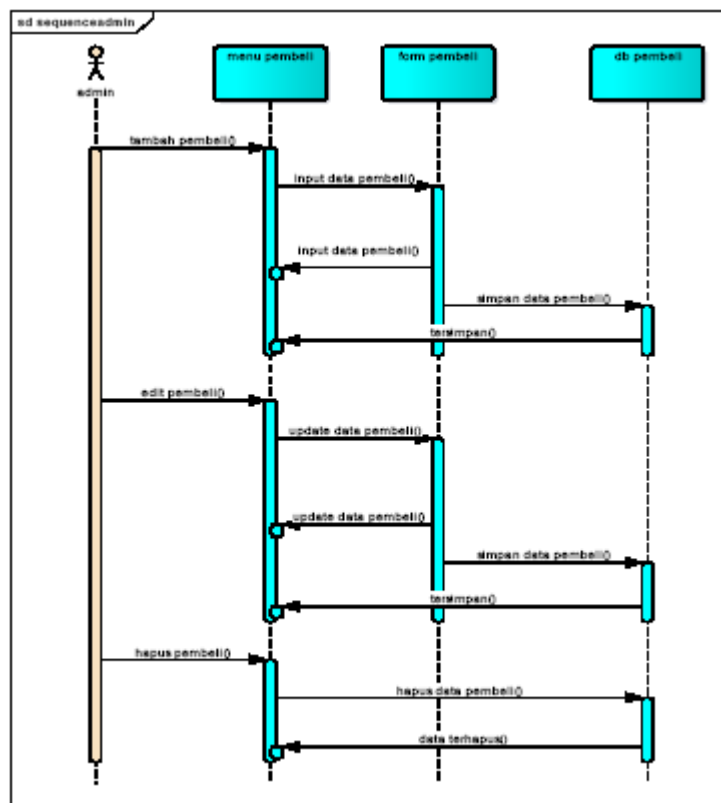 sd sequenceadmin
menu pembeli
form pembeli
db pembeli
admin
tambah pembeli()
input data pembeli()
input data pembeli()
simpan data pembeli()
tersimpan()
edit pembeli()
update data pembeli()
update data pembeli()
simpan data pembeli()
tersimpan()
hapus pembeli()
hapus data pembeli()
data terhapus()